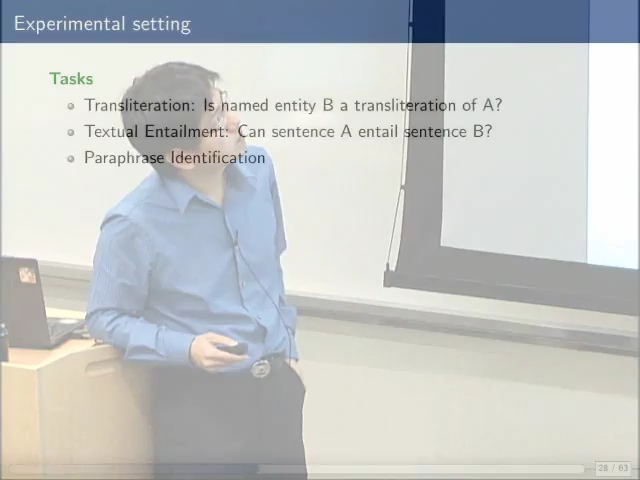 Experimental setting
Tasks
Transliteration: Is named entity B a transliteration of A?
Textual Entailment: Can sentence A entail sentence B?
Paraphrase Identification
28 / 63